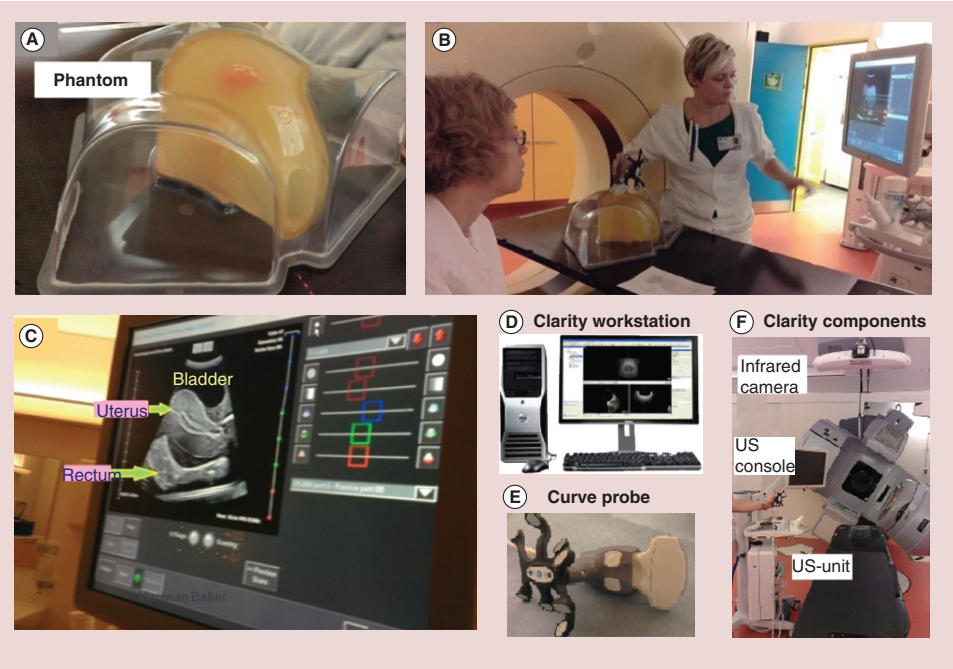 A
Phantom
B
C
Bladder
Uterus
Rectum
D Clarity workstation
E Curve probe
F Clarity components
Infrared
camera
US
console
US-unit